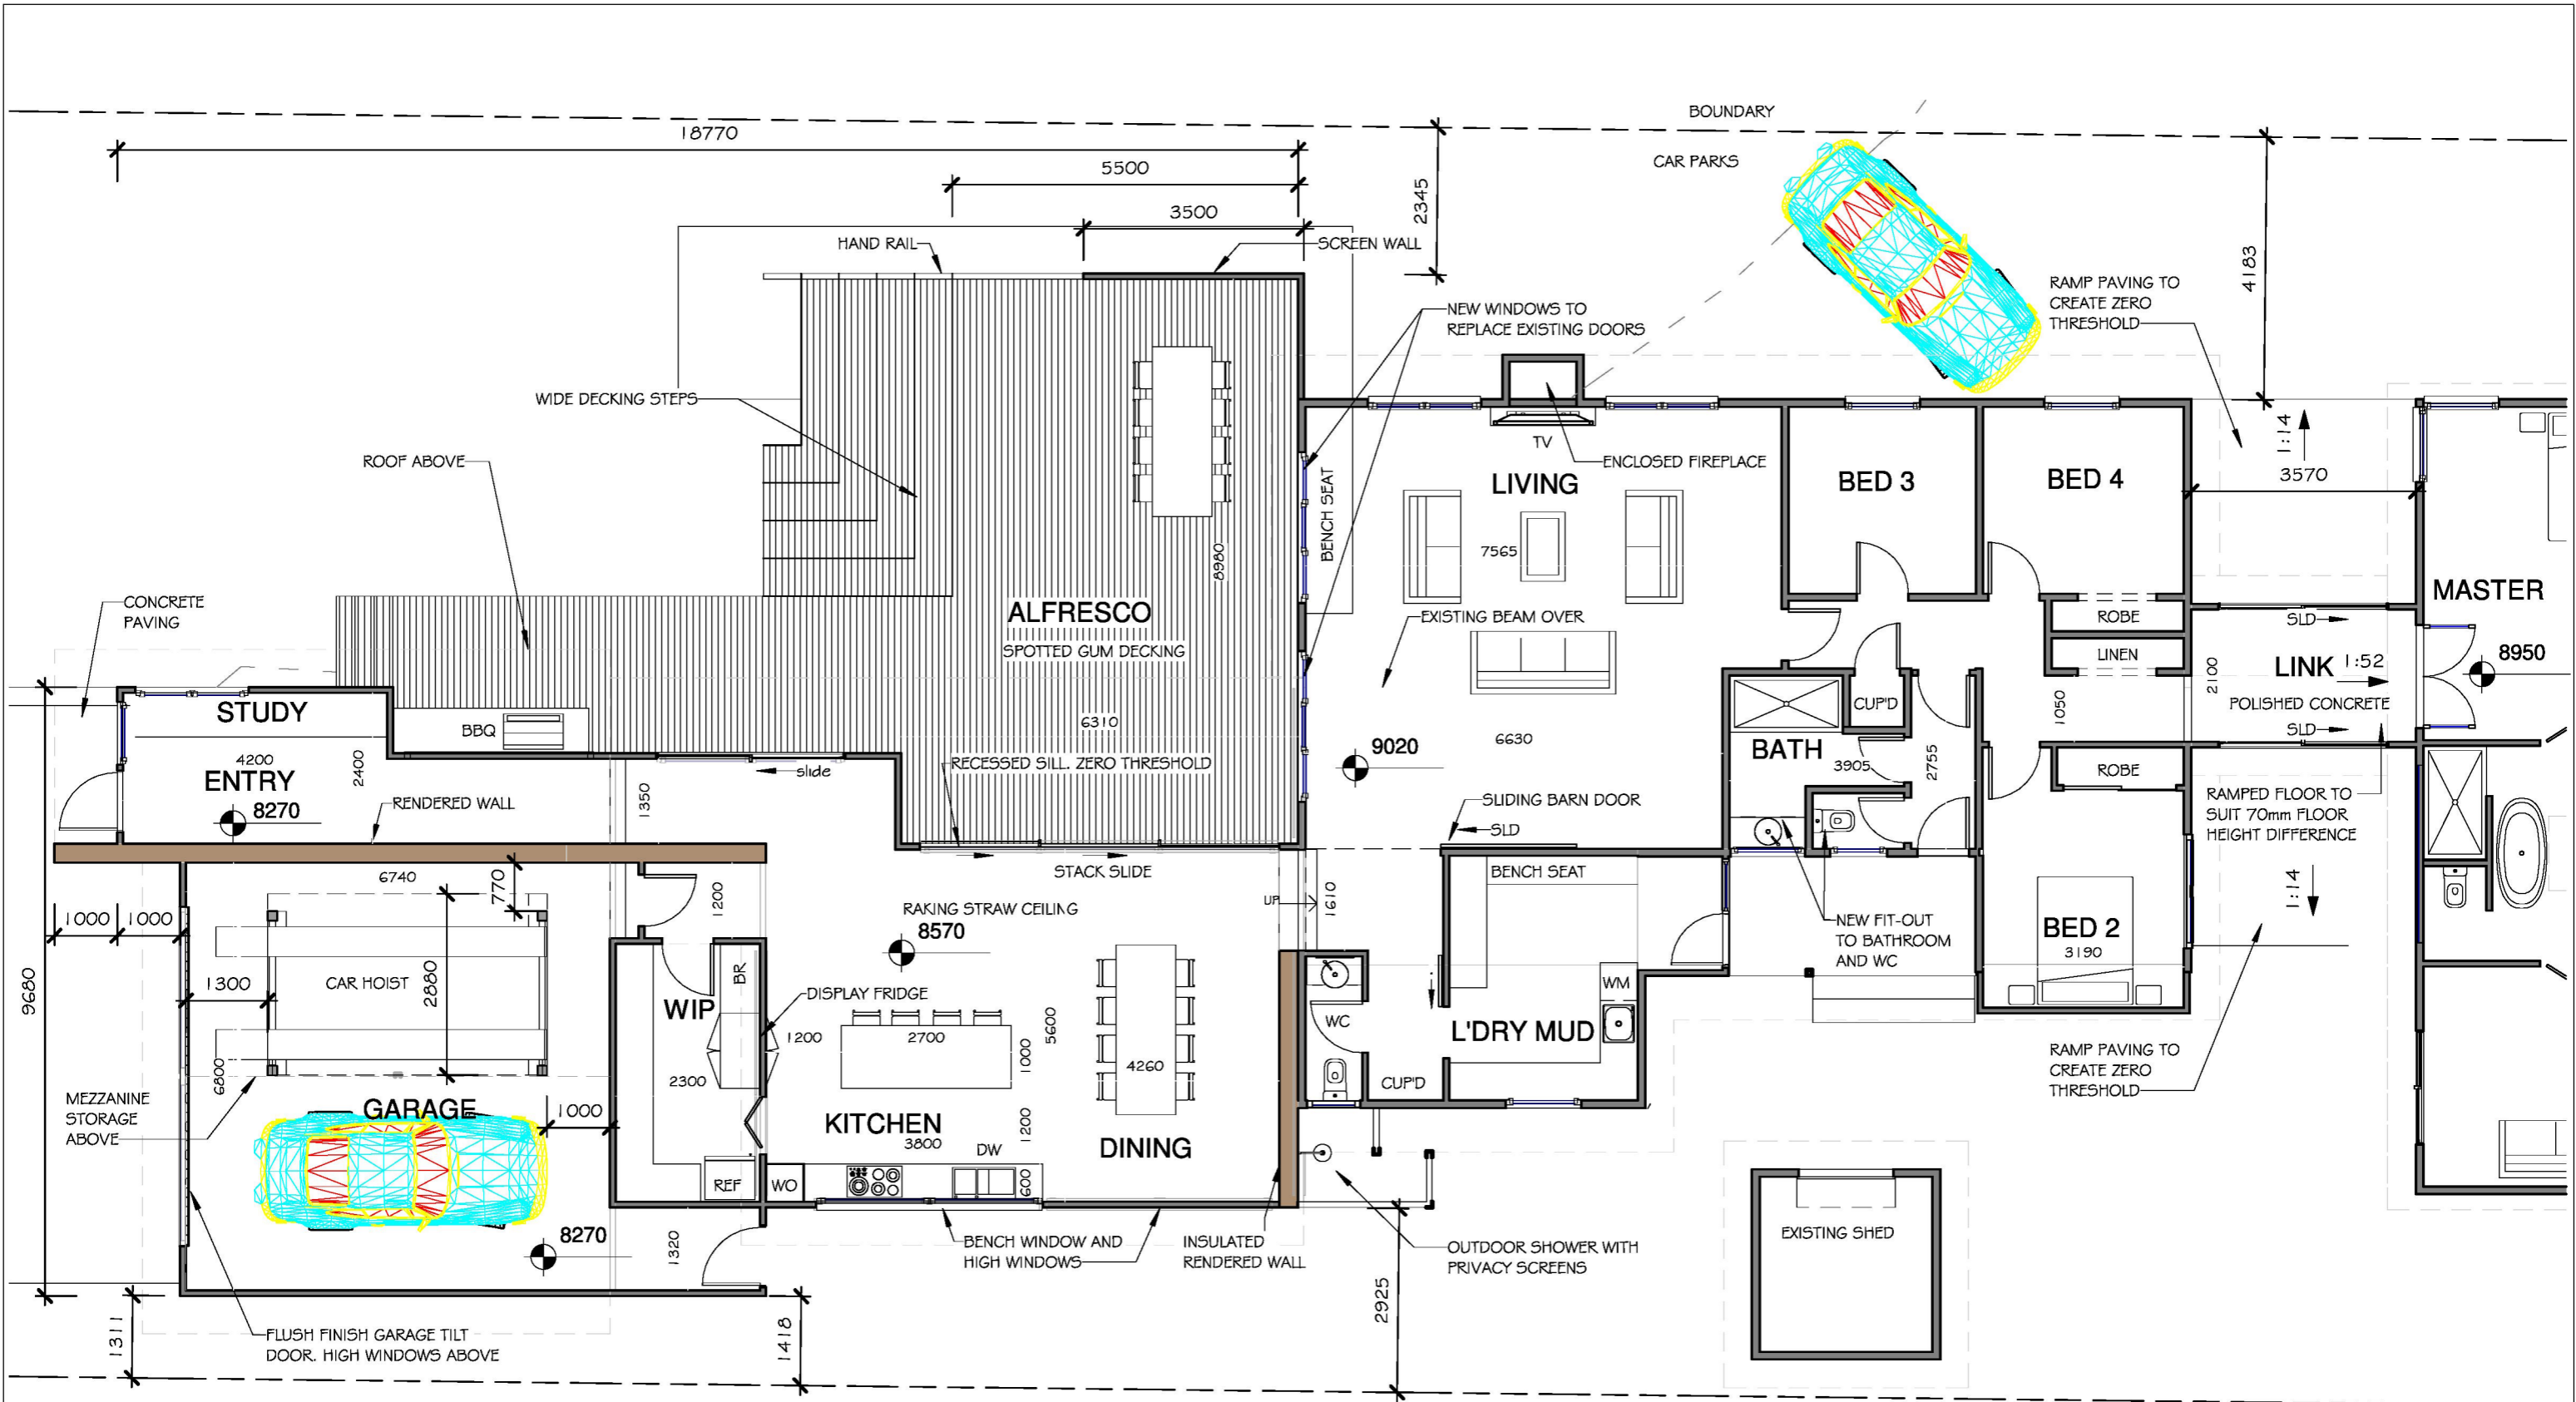 BOUNDARY
18770
CAR PARKS
5500
2345
3500
4183
HAND RAIL
SCREEN WALL
RAMP PAVING TO
CREATE ZERO
THRESHOLD
NEW WINDOWS TO
REPLACE EXISTING DOORS
WIDE DECKING STEPS
TV
1:14
ROOF ABOVE
ENCLOSED FIREPLACE
LIVING
BED 3
BED 4
3570
BENCH SEAT
7565
8980
MASTER
CONCRETE
PAVING
ALFRESCO
SPOTTED GUM DECKING
EXISTING BEAM OVER
ROBE
SLD
LINEN
LINK
1:52
8950
2100
STUDY
BBQ
6310
CUP'D
1050
POLISHED CONCRETE
SLD
4200
ENTRY
2400
slide
RECESSED SILL. ZERO THRESHOLD
9020
6630
BATH
3905
2755
ROBE
8270
RENDERED WALL
1350
SLIDING BARN DOOR
SLD
RAMPED FLOOR TO
SUIT 70mm FLOOR
HEIGHT DIFFERENCE
6740
770
STACK SLIDE
BENCH SEAT
1:14
1000
1000
1200
RAKING STRAW CEILING
8570
UP
1610
NEW FIT-OUT
TO BATHROOM
AND WC
BED 2
3190
9680
1300
CAR HOIST
2880
BR
WIP
DISPLAY FRIDGE
WM
WC
L'DRY MUD
1200
2700
1000
5600
4260
RAMP PAVING TO
CREATE ZERO
THRESHOLD
6800
2300
CUP'D
MEZZANINE
STORAGE
ABOVE
GARAGE
1000
KITCHEN
3800
1200
DW
DINING
REF
WO
600
8270
1320
BENCH WINDOW AND
HIGH WINDOWS
INSULATED
RENDERED WALL
OUTDOOR SHOWER WITH
PRIVACY SCREENS
EXISTING SHED
2925
1311
FLUSH FINISH GARAGE TILT
DOOR. HIGH WINDOWS ABOVE
1418